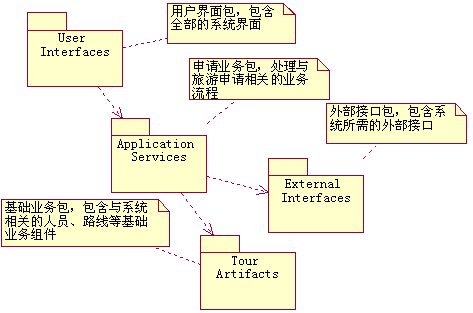 用户界面包，包含
全部的系统界面
User
Interfaces
申请业务包，处理与
旅游申请相关的业务
流程
外部接口包，包含系
统所需的外部接口
Application
Services
External
Interfaces
基础业务包，包含与系统
相关的人员、路线等基础
业务组件
Tour
Artifacts